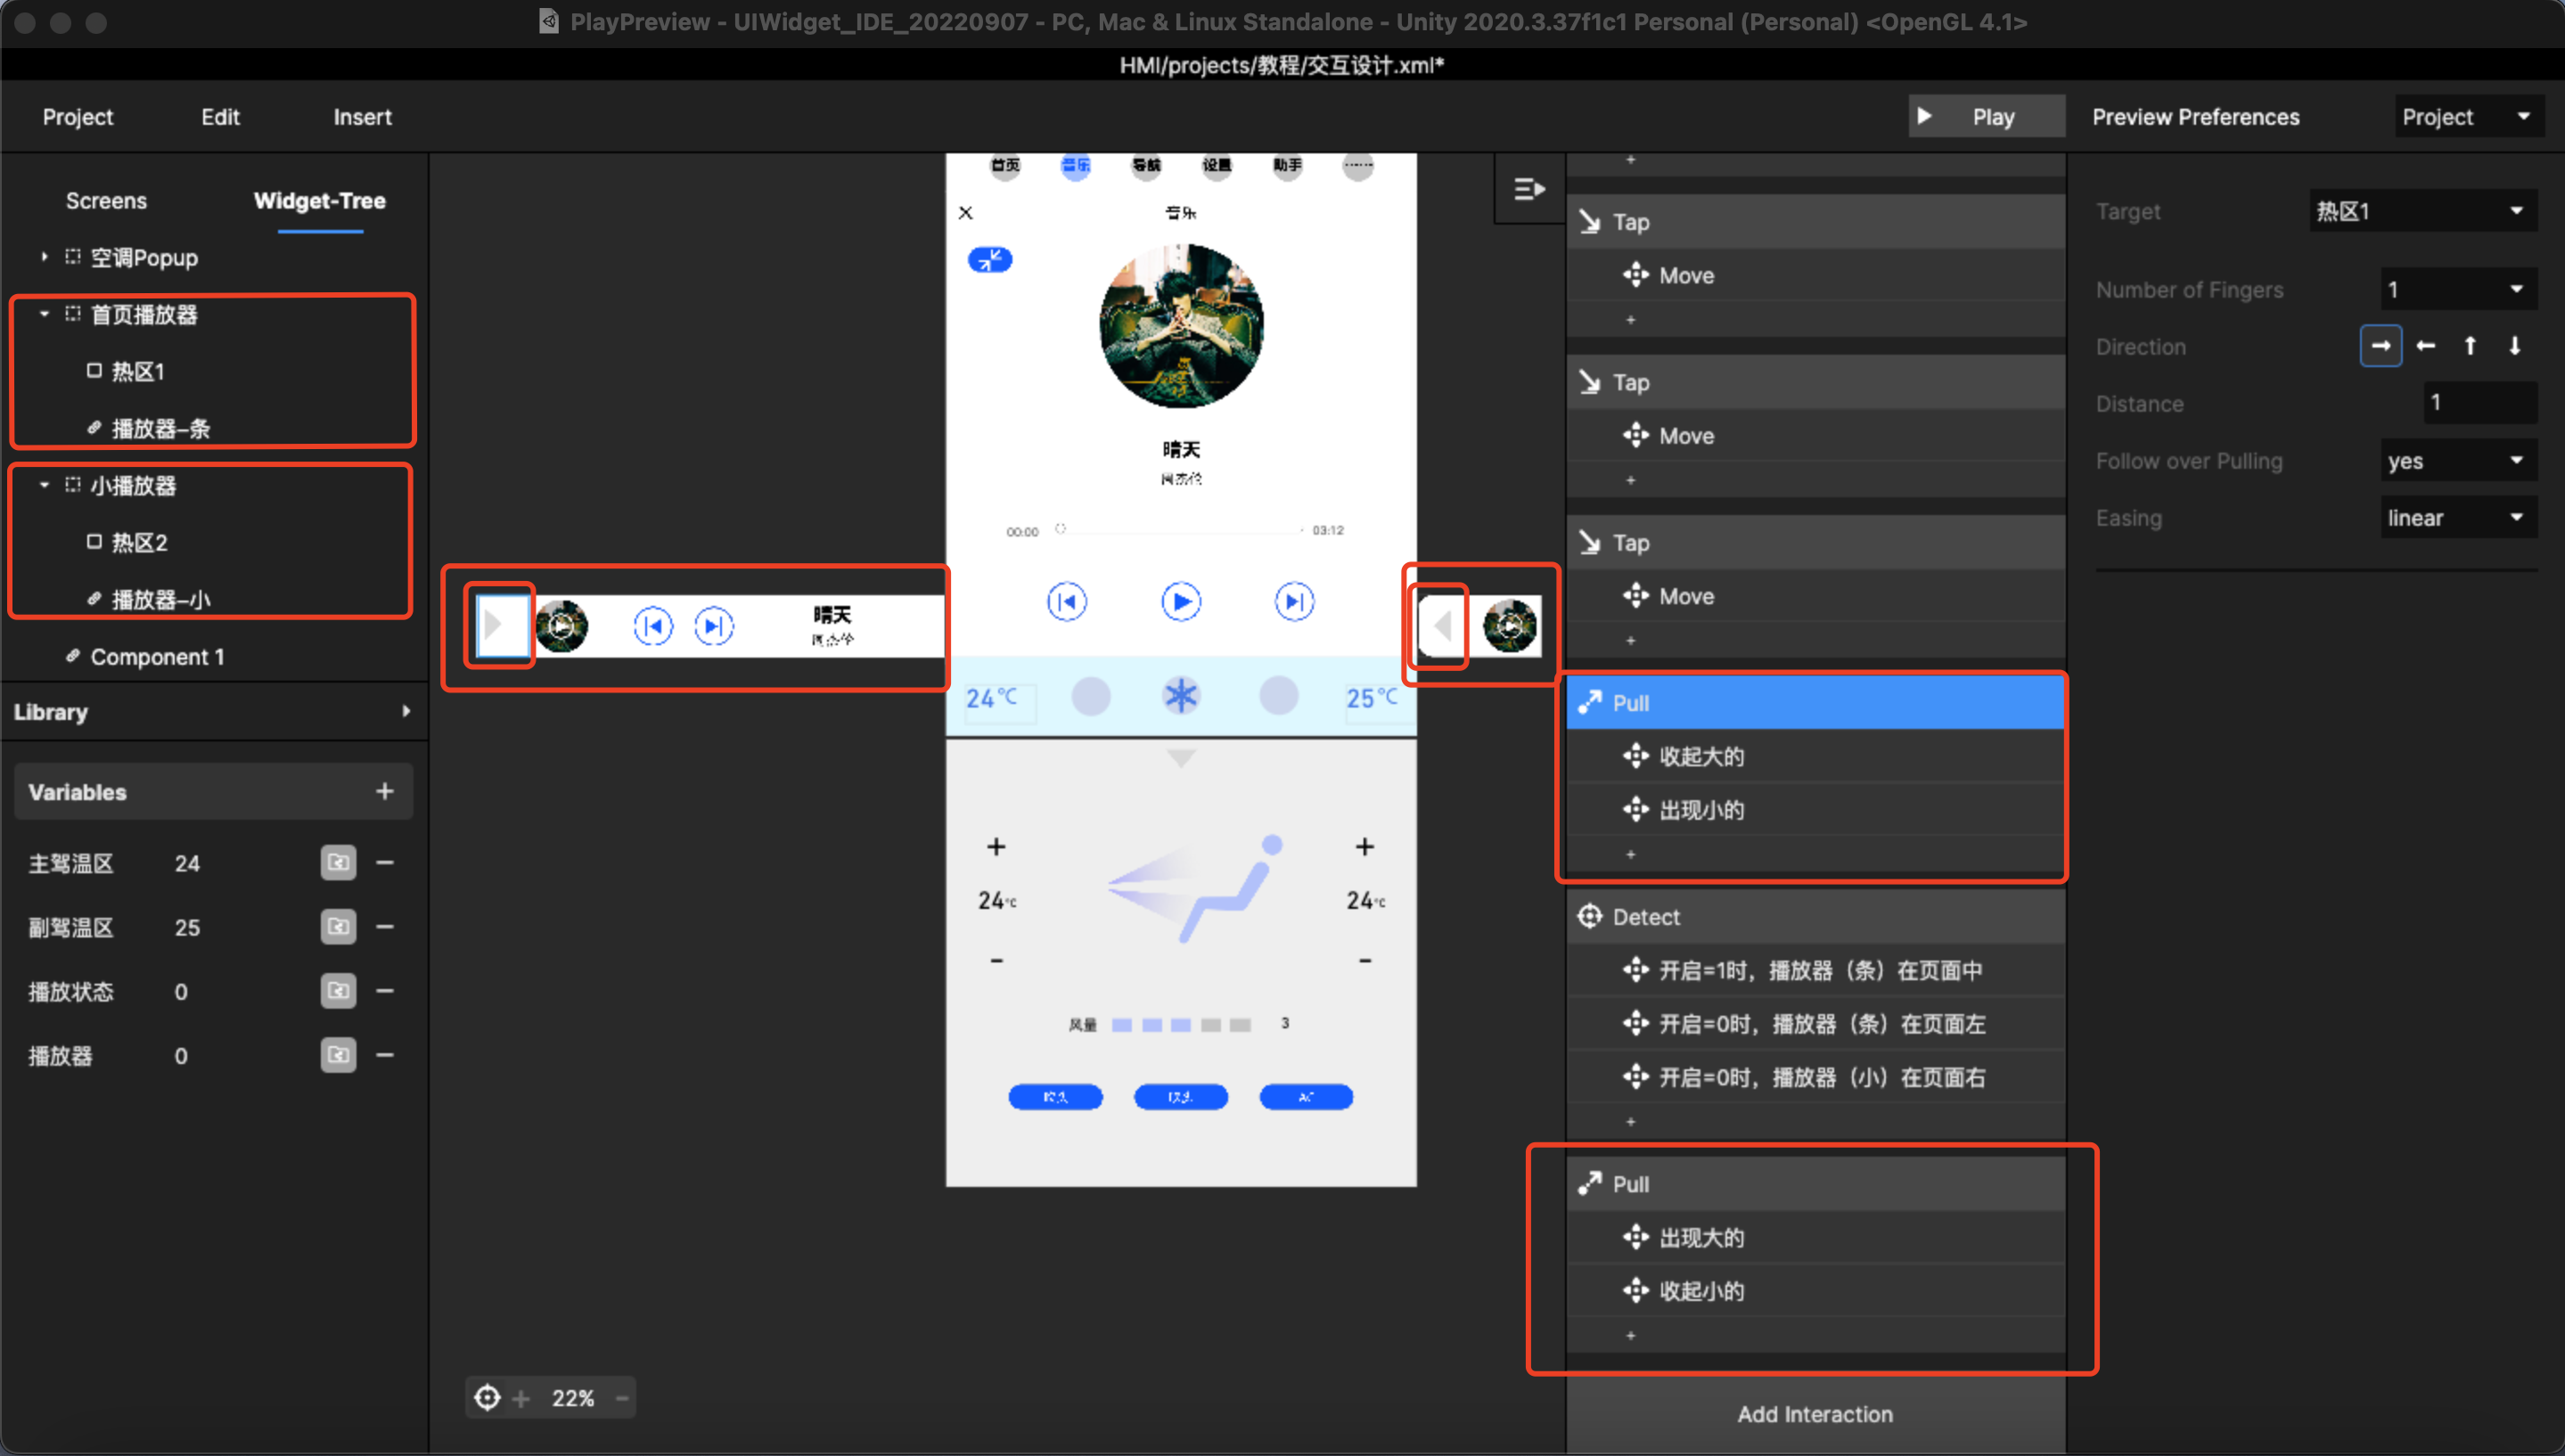 PlayPreview - UIWidget_IDE_20220907 - PC, Mac & Linux Standalone - Unity 2020.3.37f1c1 Personal (Personal) <OpenGL 4.1>
HMI/projects/教程/交互设计.xml*
Project Edit Insert
Play
Preview Preferences
Project
Screens
Widget-Tree
空调Popup
首页播放器
热区1
播放器–条
小播放器
热区2
播放器–小
Component 1
Library
Variables +
主驾温区 24 −
副驾温区 25 −
播放状态 0 −
播放器 0 −
晴天
22%
首页 音乐 导航 设置 助手
音乐
晴天
周杰伦
00:00
03:12
24℃
25℃
+ +
24℃ 24℃
- -
风量 3
AC
+
Tap
Move
+
Tap
Move
+
Tap
Move
+
Pull
收起大的
出现小的
+
Detect
开启=1时，播放器（条）在页面中
开启=0时，播放器（条）在页面左
开启=0时，播放器（小）在页面右
+
Pull
出现大的
收起小的
+
Add Interaction
Target 热区1
Number of Fingers 1
Direction → ← ↑ ↓
Distance 1
Follow over Pulling yes
Easing linear